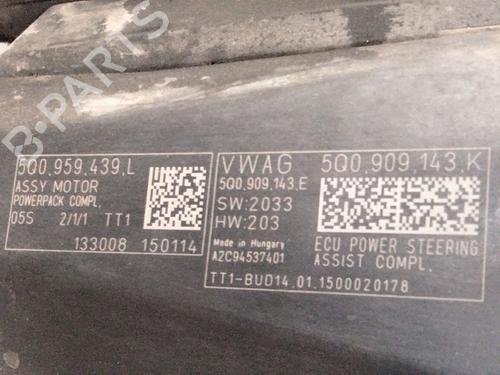 B-PARTS
5Q0.959.439.L
ASSY MOTOR
POWERPACK COMPL.
05S 2/1/1 TT1
133008 150114
VWAG 5Q0.909.143.K
5Q0.909.143.E
SW:2033
HW:203
Made in Hungary
A2C94537401
ECU POWER STEERING
ASSIST COMPL.
TT1-BUD14.01.1500020178